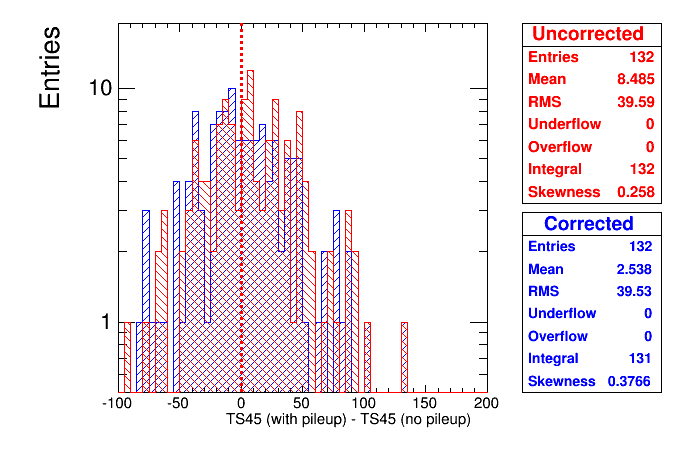 Entries
10
1
-100 -50 0 50 100 150 200
TS45 (with pileup) - TS45 (no pileup)
Uncorrected
Entries 132
Mean 8.485
RMS 39.59
Underflow 0
Overflow 0
Integral 132
Skewness 0.258
Corrected
Entries 132
Mean 2.538
RMS 39.53
Underflow 0
Overflow 0
Integral 131
Skewness 0.3766